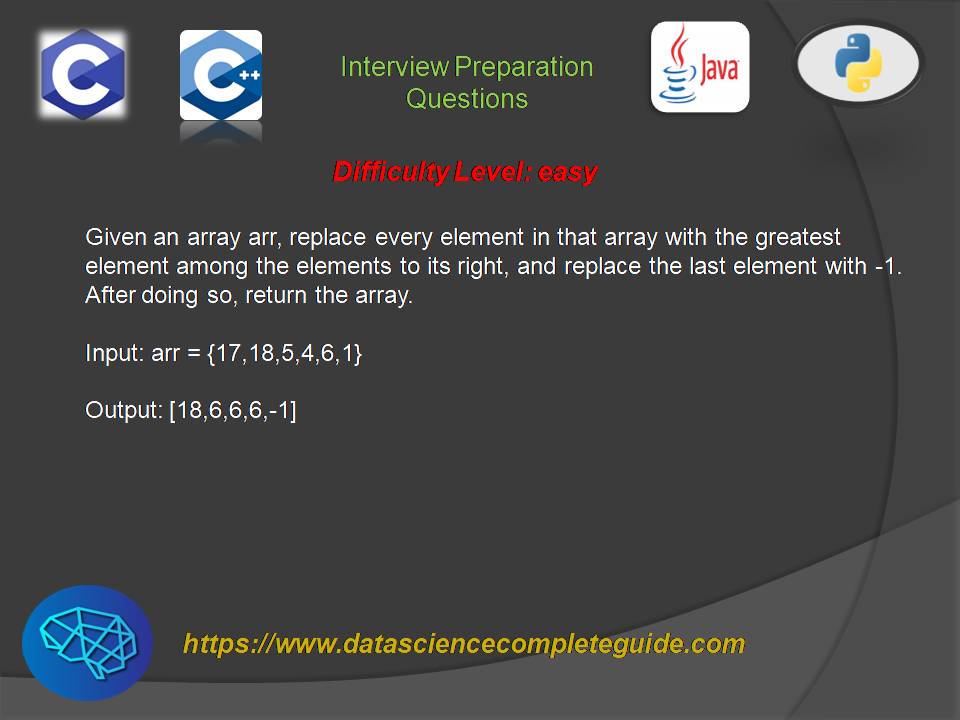 C
C++
Interview Preparation
Questions
Java
Difficulty Level: easy
Given an array arr, replace every element in that array with the greatest
element among the elements to its right, and replace the last element with -1.
After doing so, return the array.
Input: arr = {17,18,5,4,6,1}
Output: [18,6,6,6,-1]
https://www.datasciencecompleteguide.com